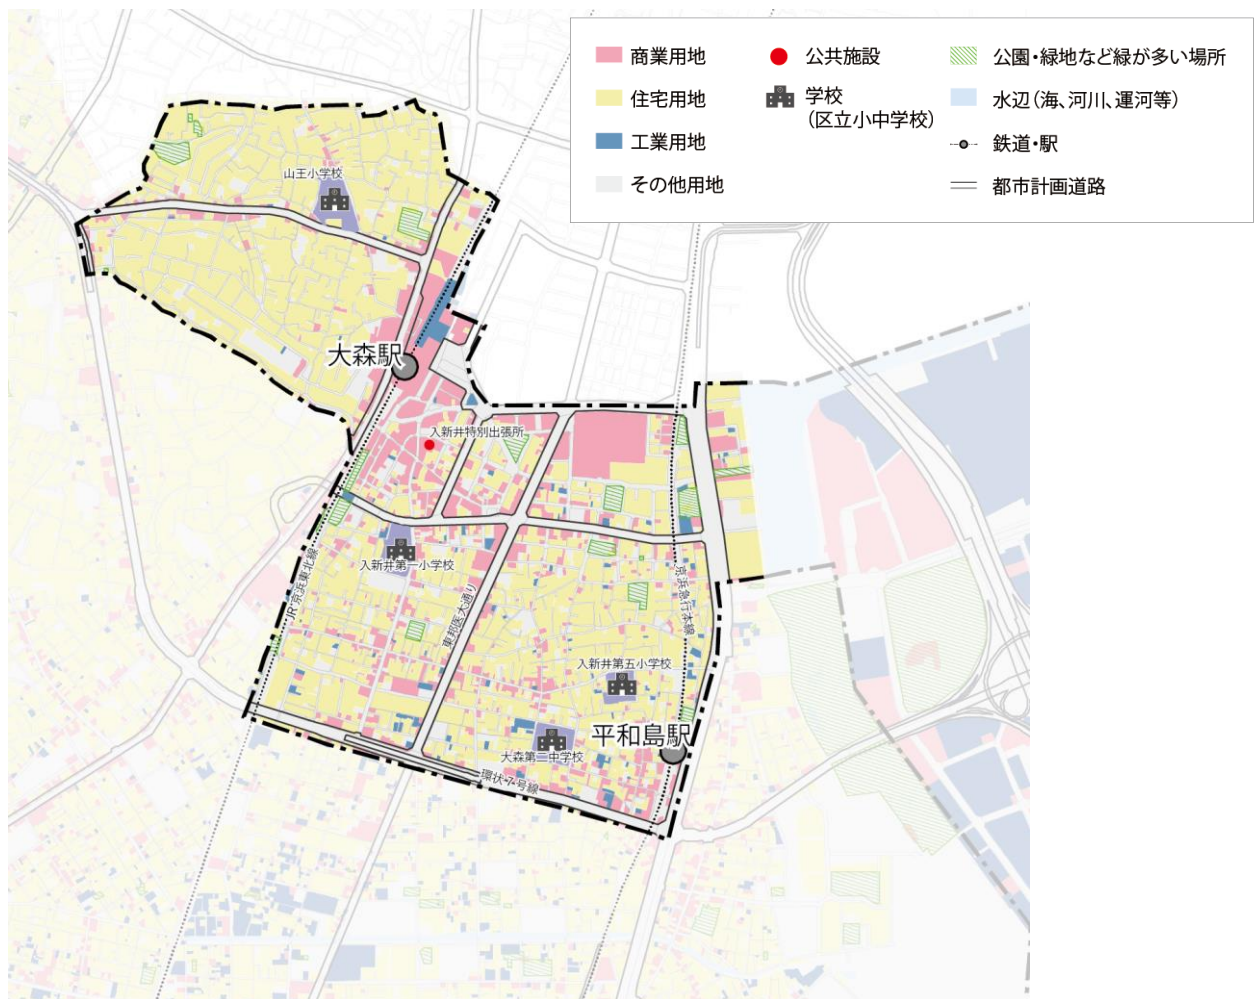 商業用地
公共施設
公園・緑地など緑が多い場所
住宅用地
学校
(区立小中学校)
水辺(海、河川、運河等)
工業用地
鉄道・駅
その他用地
都市計画道路
山王小学校
大森駅
入新井特別出張所
入新井第一小学校
JR 京浜東北線
東邦医大通り
京浜急行本線
入新井第五小学校
平和島駅
大森第二中学校
環状7号線